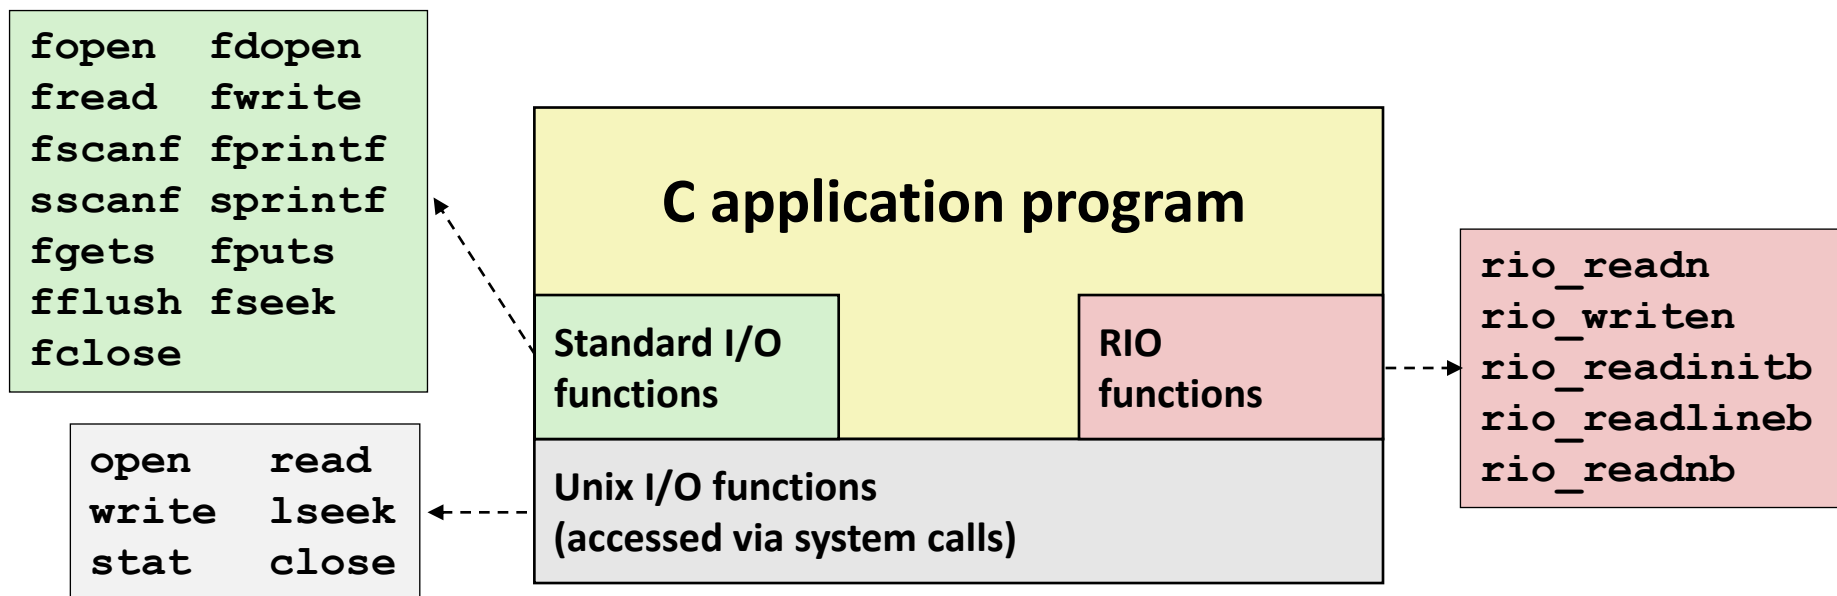 fopen fdopen
fread fwrite
fscanf fprintf
sscanf sprintf
fgets fputs
fflush fseek
fclose
C application program
Standard I/O
functions
RIO
functions
rio_readn
rio_writen
rio_readinitb
rio_readlineb
rio_readnb
open read
write lseek
stat close
Unix I/O functions
(accessed via system calls)